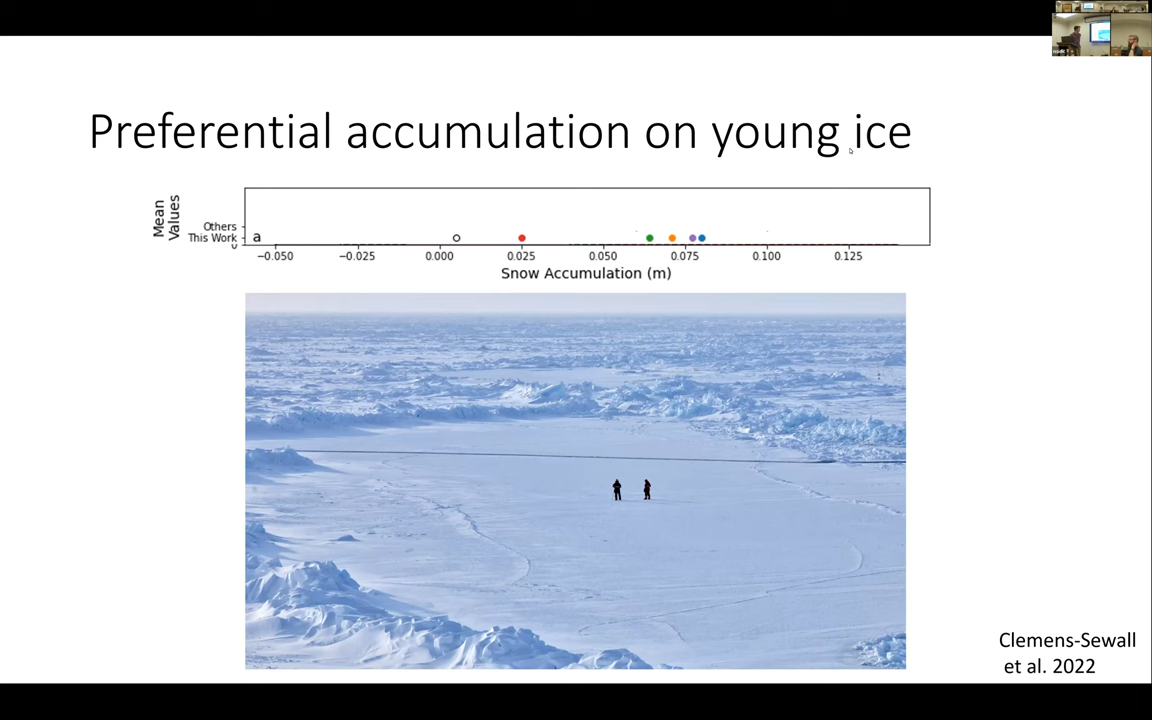 Preferential accumulation on young ice
Mean
Values
Others
This Work
a
−0.050
−0.025
0.000
0.025
0.050
0.075
0.100
0.125
Snow Accumulation (m)
Clemens-Sewall
et al. 2022